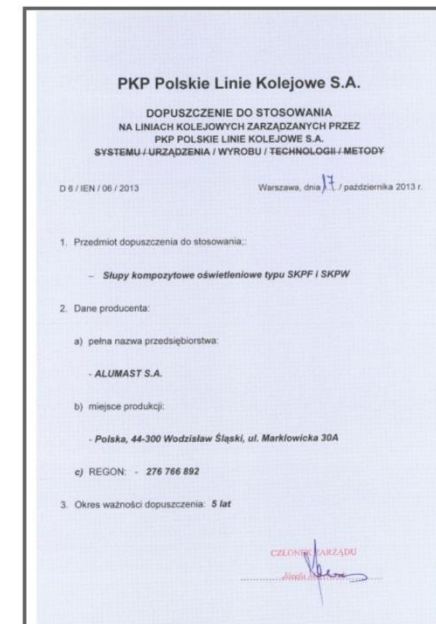 PKP Polskie Linie Kolejowe S.A.
DOPUSZCZENIE DO STOSOWANIA
NA LINIACH KOLEJOWYCH ZARZĄDZANYCH PRZEZ
PKP POLSKIE LINIE KOLEJOWE S.A.
SYSTEMU / URZĄDZENIA / WYROBU / TECHNOLOGII / METODY
D 6 / IEN / 06 / 2013 Warszawa, dnia 17. / października 2013 r.
1. Przedmiot dopuszczenia do stosowania;:
– Słupy kompozytowe oświetleniowe typu SKPF i SKPW
2. Dane producenta:
a) pełna nazwa przedsiębiorstwa:
- ALUMAST S.A.
b) miejsce produkcji:
- Polska, 44-300 Wodzisław Śląski, ul. Marklowicka 30A
c) REGON: - 276 766 892
3. Okres ważności dopuszczenia: 5 lat
CZŁONEK ZARZĄDU